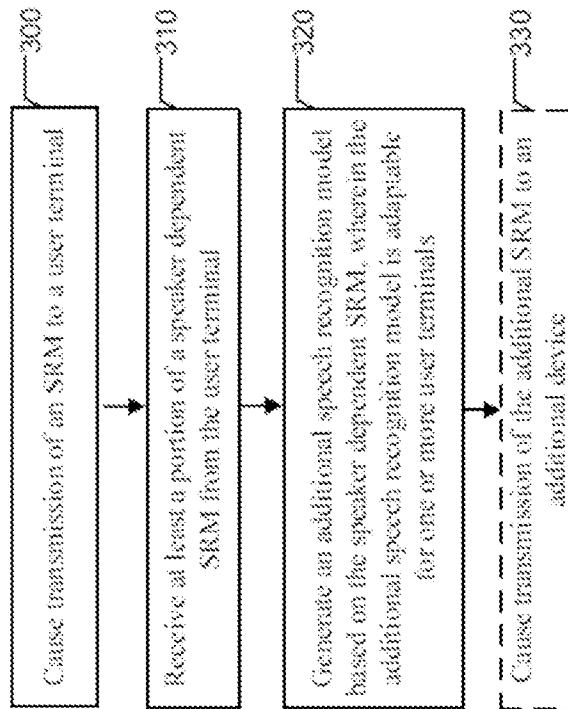 Cause transmission of an SRM to a user terminal
300
Receive at least a portion of a speaker dependent
SRM from the user terminal
310
Generate an additional speech recognition model
based on the speaker dependent SRM, where in the
additional speech recognition model is adaptable
for one or more user terminals
320
Cause transmission of the additional SRM to an
additional device
330